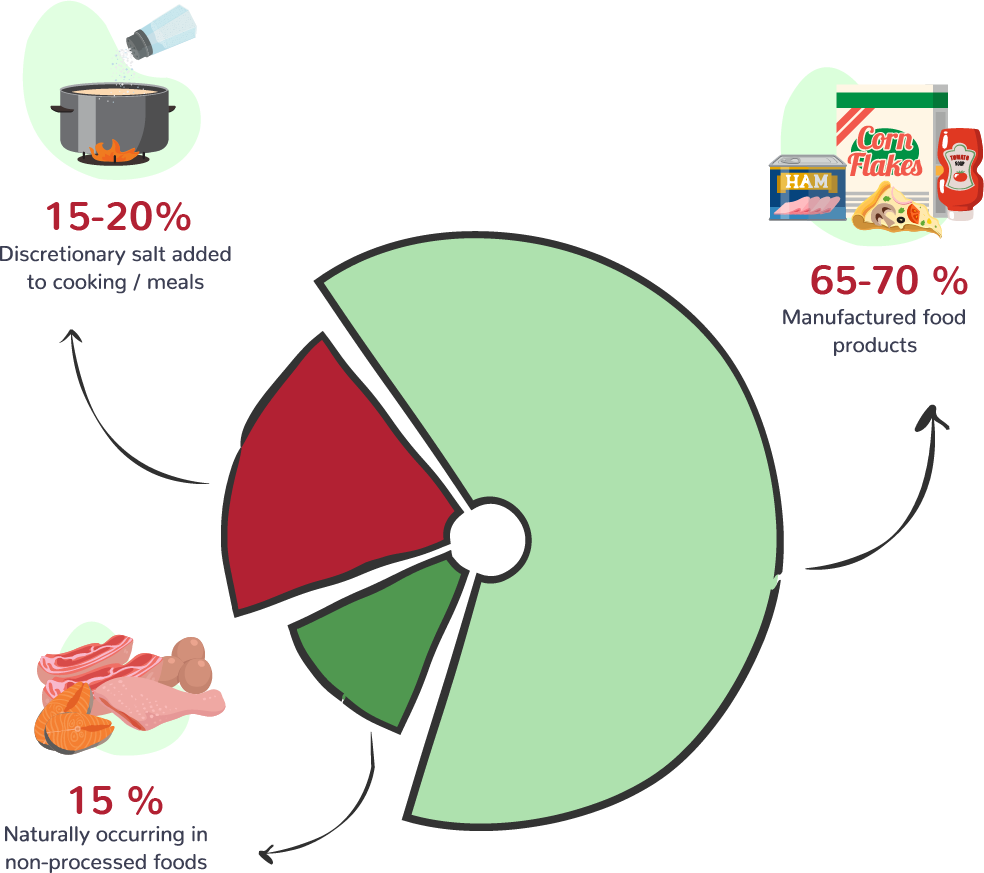 15-20%
Discretionary salt added
to cooking / meals
Corn
Flakes
HAM
TOMATO
SOUP
65-70 %
Manufactured food
products
15 %
Naturally occurring in
non-processed foods